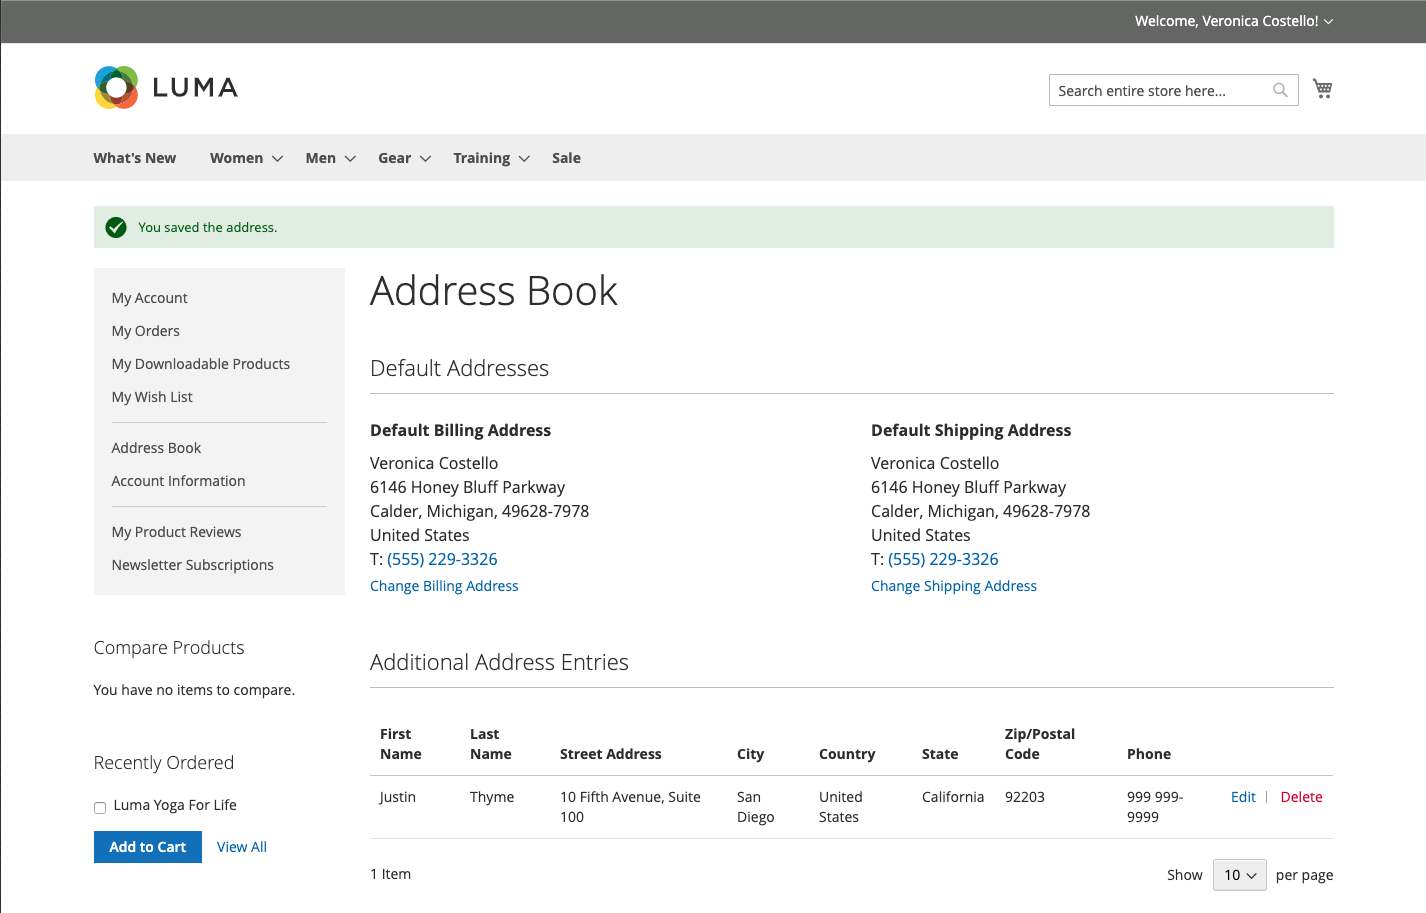 Welcome, Veronica Costello!
LUMA
Search entire store here...
What's New Women Men Gear Training Sale
You saved the address.
My Account
My Orders
My Downloadable Products
My Wish List
Address Book
Account Information
My Product Reviews
Newsletter Subscriptions
Compare Products
You have no items to compare.
Recently Ordered
Luma Yoga For Life
Add to Cart View All
Address Book
Default Addresses
Default Billing Address
Veronica Costello
6146 Honey Bluff Parkway
Calder, Michigan, 49628-7978
United States
T: (555) 229-3326
Change Billing Address
Default Shipping Address
Veronica Costello
6146 Honey Bluff Parkway
Calder, Michigan, 49628-7978
United States
T: (555) 229-3326
Change Shipping Address
Additional Address Entries
First Name Last Name Street Address City Country State Zip/Postal Code Phone
Justin Thyme 10 Fifth Avenue, Suite 100 San Diego United States California 92203 999 999-9999 Edit Delete
1 Item
Show 10 per page